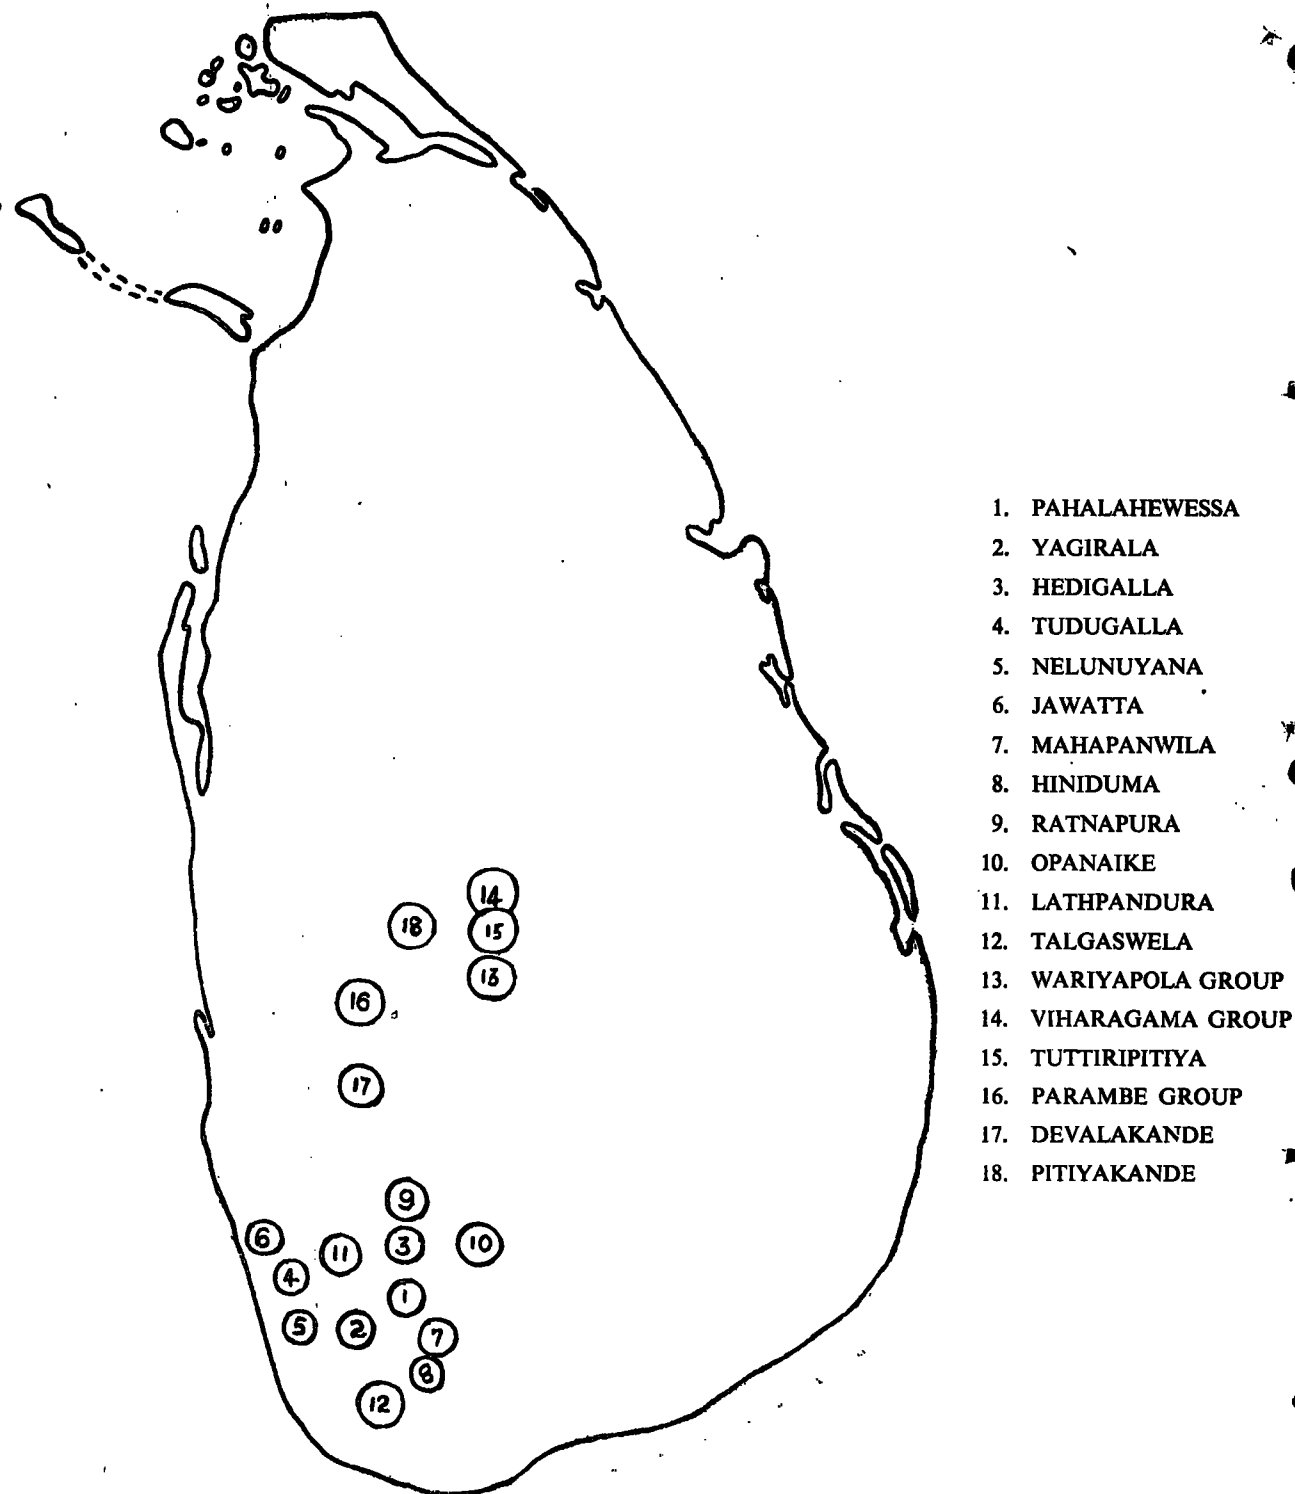 1. PAHALAHEWESSA
2. YAGIRALA
3. HEDIGALLA
4. TUDUGALLA
5. NELUNUYANA
6. JAWATTA
7. MAHAPANWILA
8. HINIDUMA
9. RATNAPURA
10. OPANAIKE
11. LATHPANDURA
12. TALGASWELA
13. WARIYAPOLA GROUP
14. VIHARAGAMA GROUP
15. TUTTIRIPITIYA
16. PARAMBE GROUP
17. DEVALAKANDE
18. PITIYAKANDE
14
18
15
13
16
17
9
6
11
3
10
4
1
5
2
7
8
12